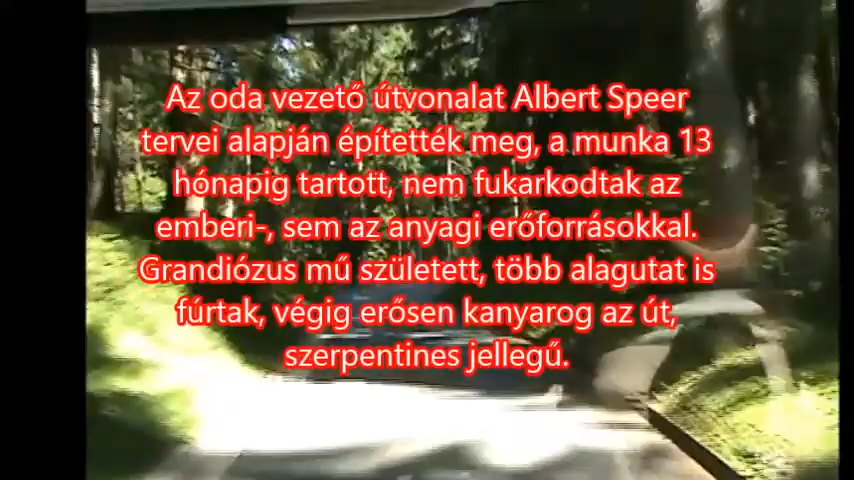 Az oda vezető útvonalat Albert Speer
tervei alapján építették meg, a munka 13
hónapig tartott, nem fukarkodtak az
emberi-, sem az anyagi erőforrásokkal.
Grandiózus mű született, több alagutat is
fúrtak, végig erősen kanyarog az út,
szerpentines jellegű.